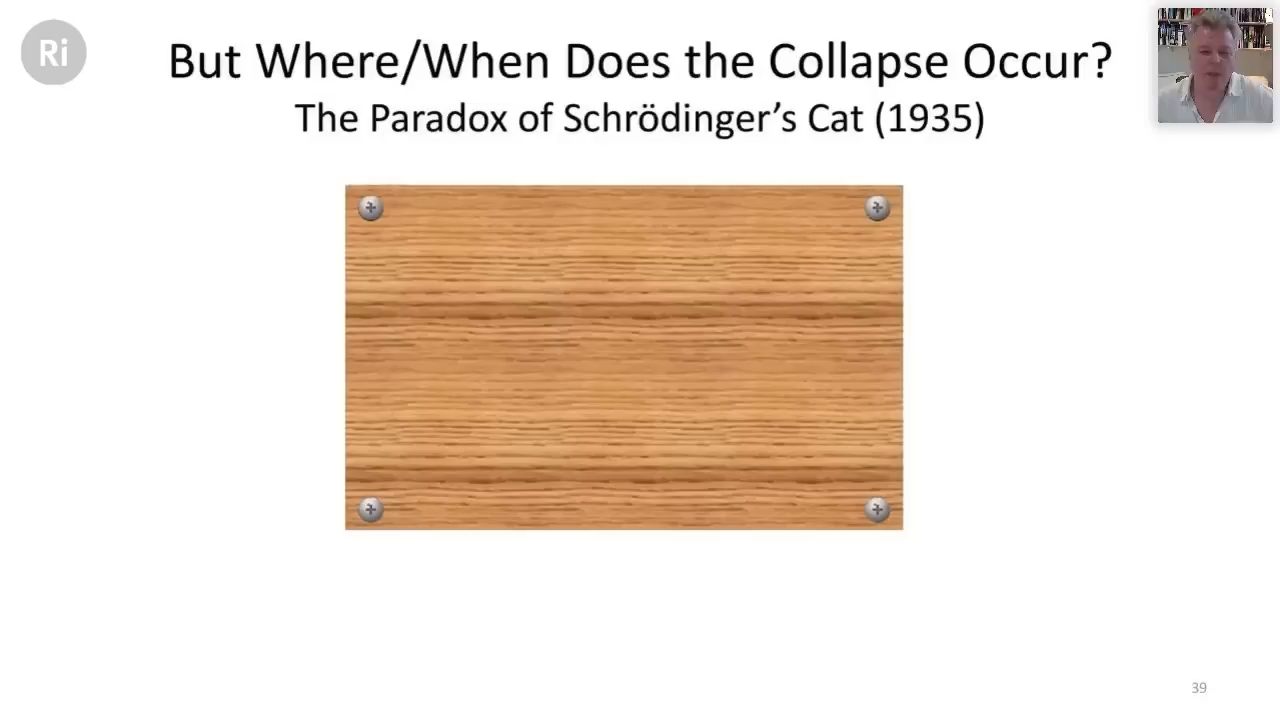 Ri
But Where/When Does the Collapse Occur?
The Paradox of Schrödinger’s Cat (1935)
39